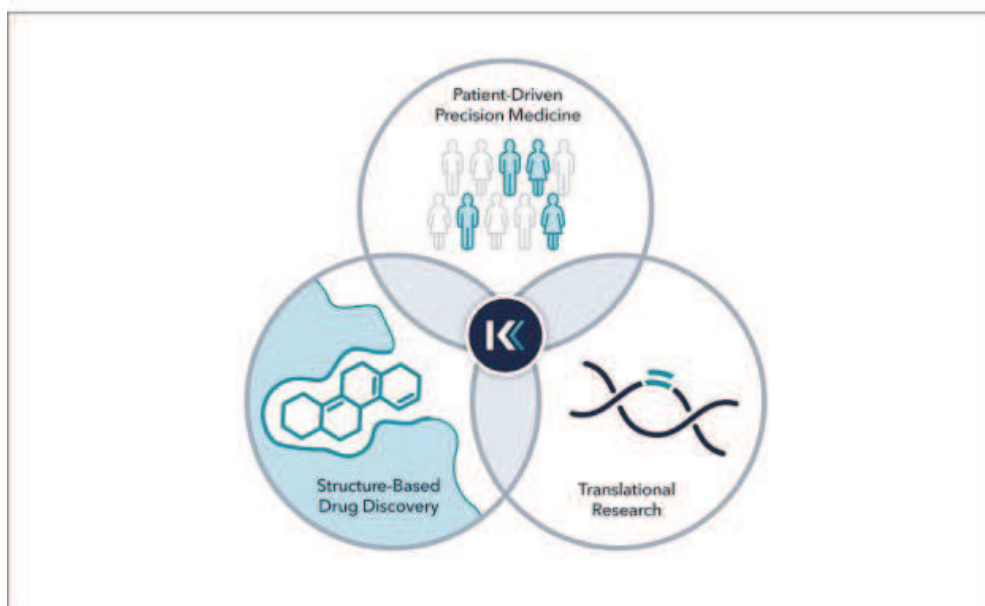 Patient-Driven
Precision Medicine
K
Structure-Based
Drug Discovery
Translational
Research